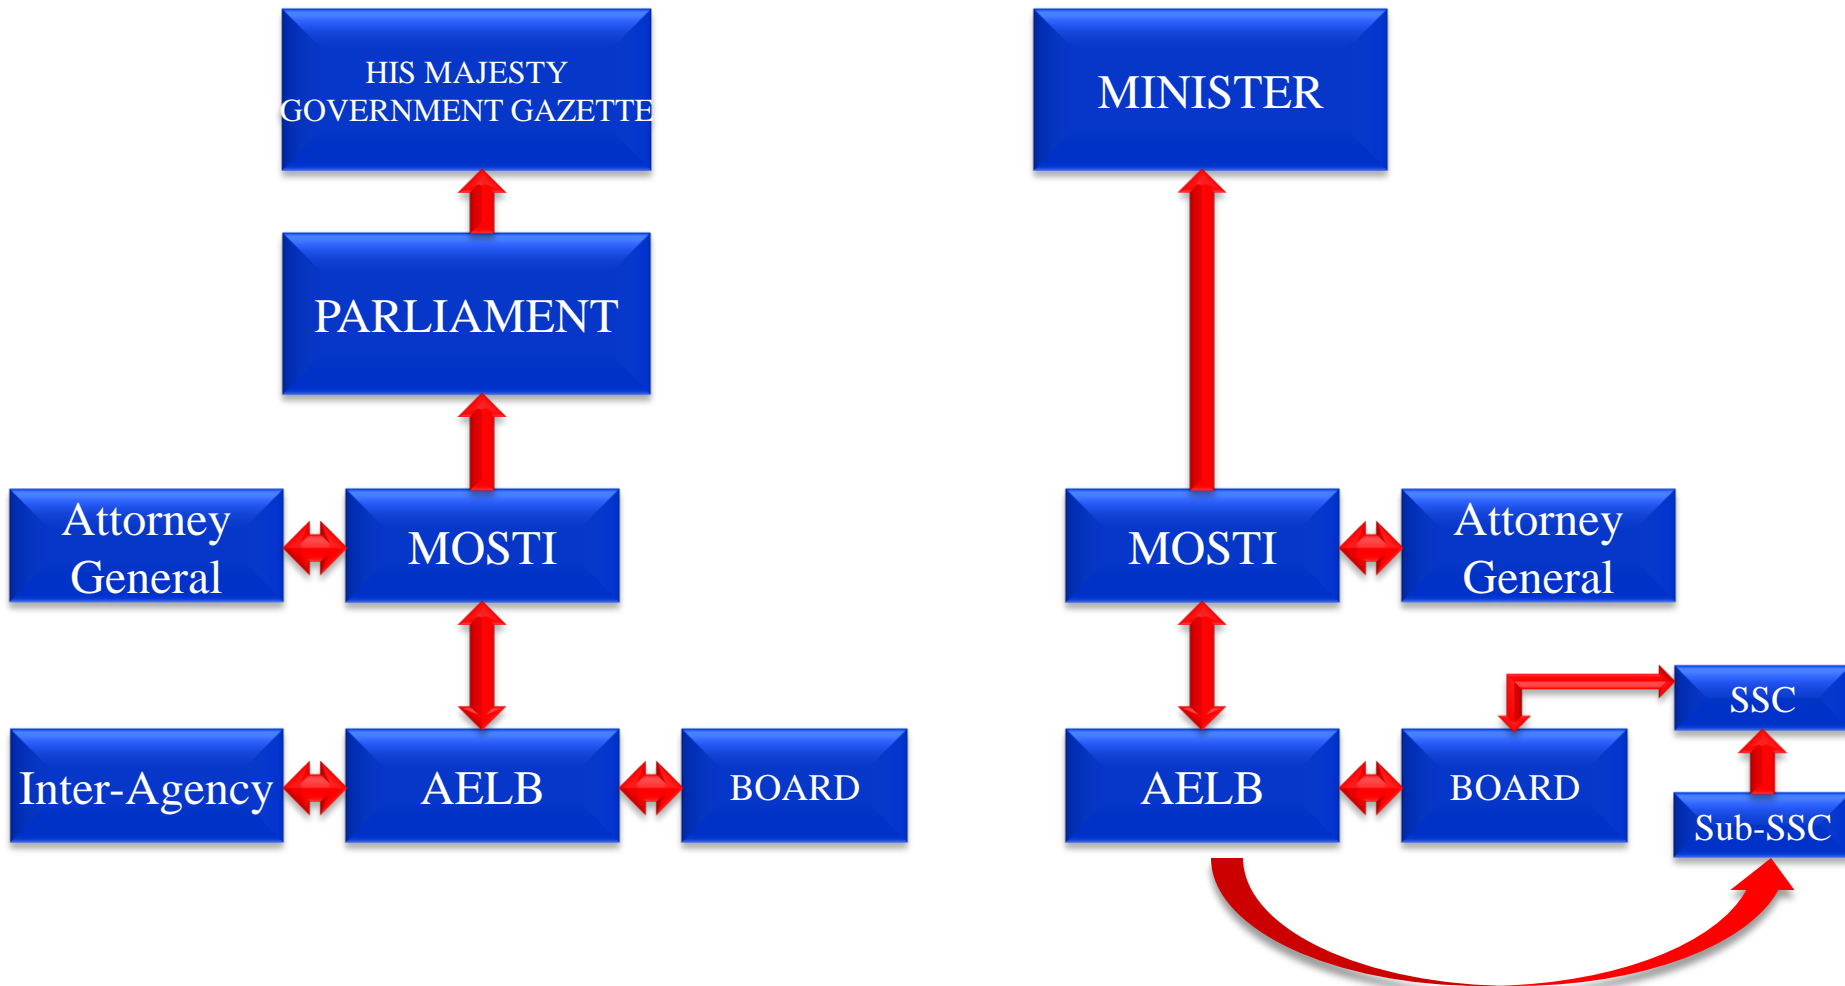 HIS MAJESTY
GOVERNMENT GAZETTE
MINISTER
PARLIAMENT
Attorney
General
MOSTI
MOSTI
Attorney
General
SSC
Inter-Agency
AELB
BOARD
AELB
BOARD
Sub-SSC